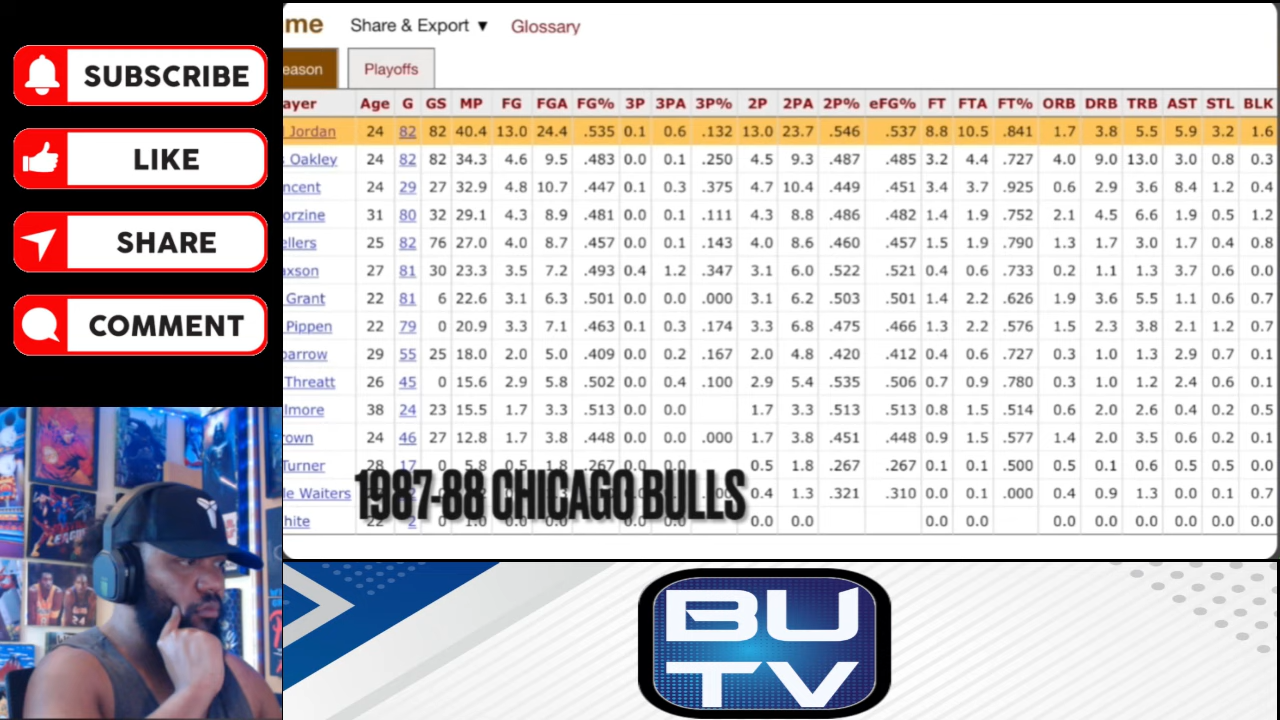 SUBSCRIBE
LIKE
SHARE
COMMENT
me Share & Export ▼ Glossary
eason Playoffs
ayer Age G GS MP FG FGA FG% 3P 3PA 3P% 2P 2PA 2P% eFG% FT FTA FT% ORB DRB TRB AST STL BLK
Jordan 24 82 82 40.4 13.0 24.4 .535 0.1 0.6 .132 13.0 23.7 .546 .537 8.8 10.5 .841 1.7 3.8 5.5 5.9 3.2 1.6
s Oakley 24 82 82 34.3 4.6 9.5 .483 0.0 0.1 .250 4.5 9.3 .487 .485 3.2 4.4 .727 4.0 9.0 13.0 3.0 0.8 0.3
ncent 24 29 27 32.9 4.8 10.7 .447 0.1 0.3 .375 4.7 10.4 .449 .451 3.4 3.7 .925 0.6 2.9 3.6 8.4 1.2 0.4
orzine 31 80 32 29.1 4.3 8.9 .481 0.0 0.1 .111 4.3 8.8 .486 .482 1.4 1.9 .752 2.1 4.5 6.6 1.9 0.5 1.2
ellers 25 82 76 27.0 4.0 8.7 .457 0.0 0.1 .143 4.0 8.6 .460 .457 1.5 1.9 .790 1.3 1.7 3.0 1.7 0.4 0.8
axson 27 81 30 23.3 3.5 7.2 .493 0.4 1.2 .347 3.1 6.0 .522 .521 0.4 0.6 .733 0.2 1.1 1.3 3.7 0.6 0.0
Grant 22 81 6 22.6 3.1 6.3 .501 0.0 0.0 .000 3.1 6.2 .503 .501 1.4 2.2 .626 1.9 3.6 5.5 1.1 0.6 0.7
Pippen 22 79 0 20.9 3.3 7.1 .463 0.1 0.3 .174 3.3 6.8 .475 .466 1.3 2.2 .576 1.5 2.3 3.8 2.1 1.2 0.7
parrow 29 55 25 18.0 2.0 5.0 .409 0.0 0.2 .167 2.0 4.8 .420 .412 0.4 0.6 .727 0.3 1.0 1.3 2.9 0.7 0.1
Threatt 26 45 0 15.6 2.9 5.8 .502 0.0 0.4 .100 2.9 5.4 .535 .506 0.7 0.9 .780 0.3 1.0 1.2 2.4 0.6 0.1
ilmore 38 24 23 15.5 1.7 3.3 .513 0.0 0.0 1.7 3.3 .513 .513 0.8 1.5 .514 0.6 2.0 2.6 0.4 0.2 0.5
rown 24 46 27 12.8 1.7 3.8 .448 0.0 0.0 .000 1.7 3.8 .451 .448 0.9 1.5 .577 1.4 2.0 3.5 0.6 0.2 0.1
Turner 28 17 0 5.8 0.5 1.8 .267 0.0 0.0 0.5 1.8 .267 .267 0.1 0.1 .500 0.5 0.1 0.6 0.5 0.5 0.0
le Waiters 0.4 1.3 .321 .310 0.0 0.1 .000 0.4 0.9 1.3 0.0 0.1 0.7
hite 22 2 0 1.0 0.0 0.0 0.0 0.0 0.0 0.0 0.0 0.0 0.0 0.0 0.0 0.0 0.0
1987-88 CHICAGO BULLS
BU
TV